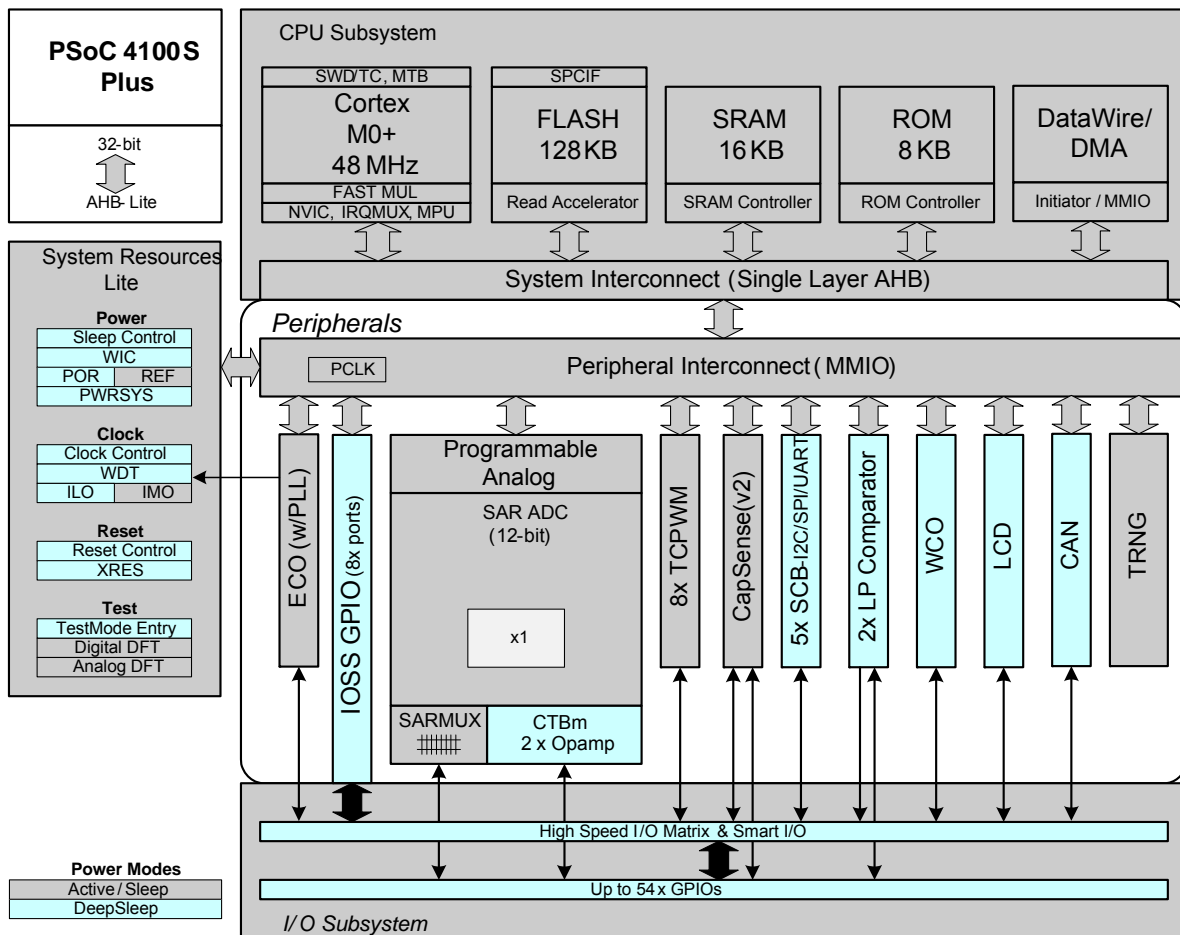 PSoC 4100S
Plus
32-bit
AHB- Lite
CPU Subsystem
SWD/TC, MTB
Cortex
M0+
48 MHz
FAST MUL
NVIC, IRQMUX, MPU
SPCIF
FLASH
128KB
Read Accelerator
SRAM
16 KB
SRAM Controller
ROM
8 KB
ROM Controller
DataWire/
DMA
Initiator / MMIO
System Interconnect (Single Layer AHB)
System Resources
Lite
Power
Sleep Control
WIC
POR
REF
PWRSYS
Clock
Clock Control
WDT
ILO
IMO
Reset
Reset Control
XRES
Test
TestMode Entry
Digital DFT
Analog DFT
Peripherals
PCLK
Peripheral Interconnect (MMIO)
ECO (w/PLL)
IOSS GPIO (8x ports)
Programmable
Analog
SAR ADC
(12-bit)
x1
SARMUX
CTBm
2 x Opamp
8x TCPWM
CapSense(v2)
5x SCB-I2C/SPI/UART
2x LP Comparator
WCO
LCD
CAN
TRNG
High Speed I/O Matrix & Smart I/O
Up to 54x GPIOs
I/O Subsystem
Power Modes
Active / Sleep
DeepSleep